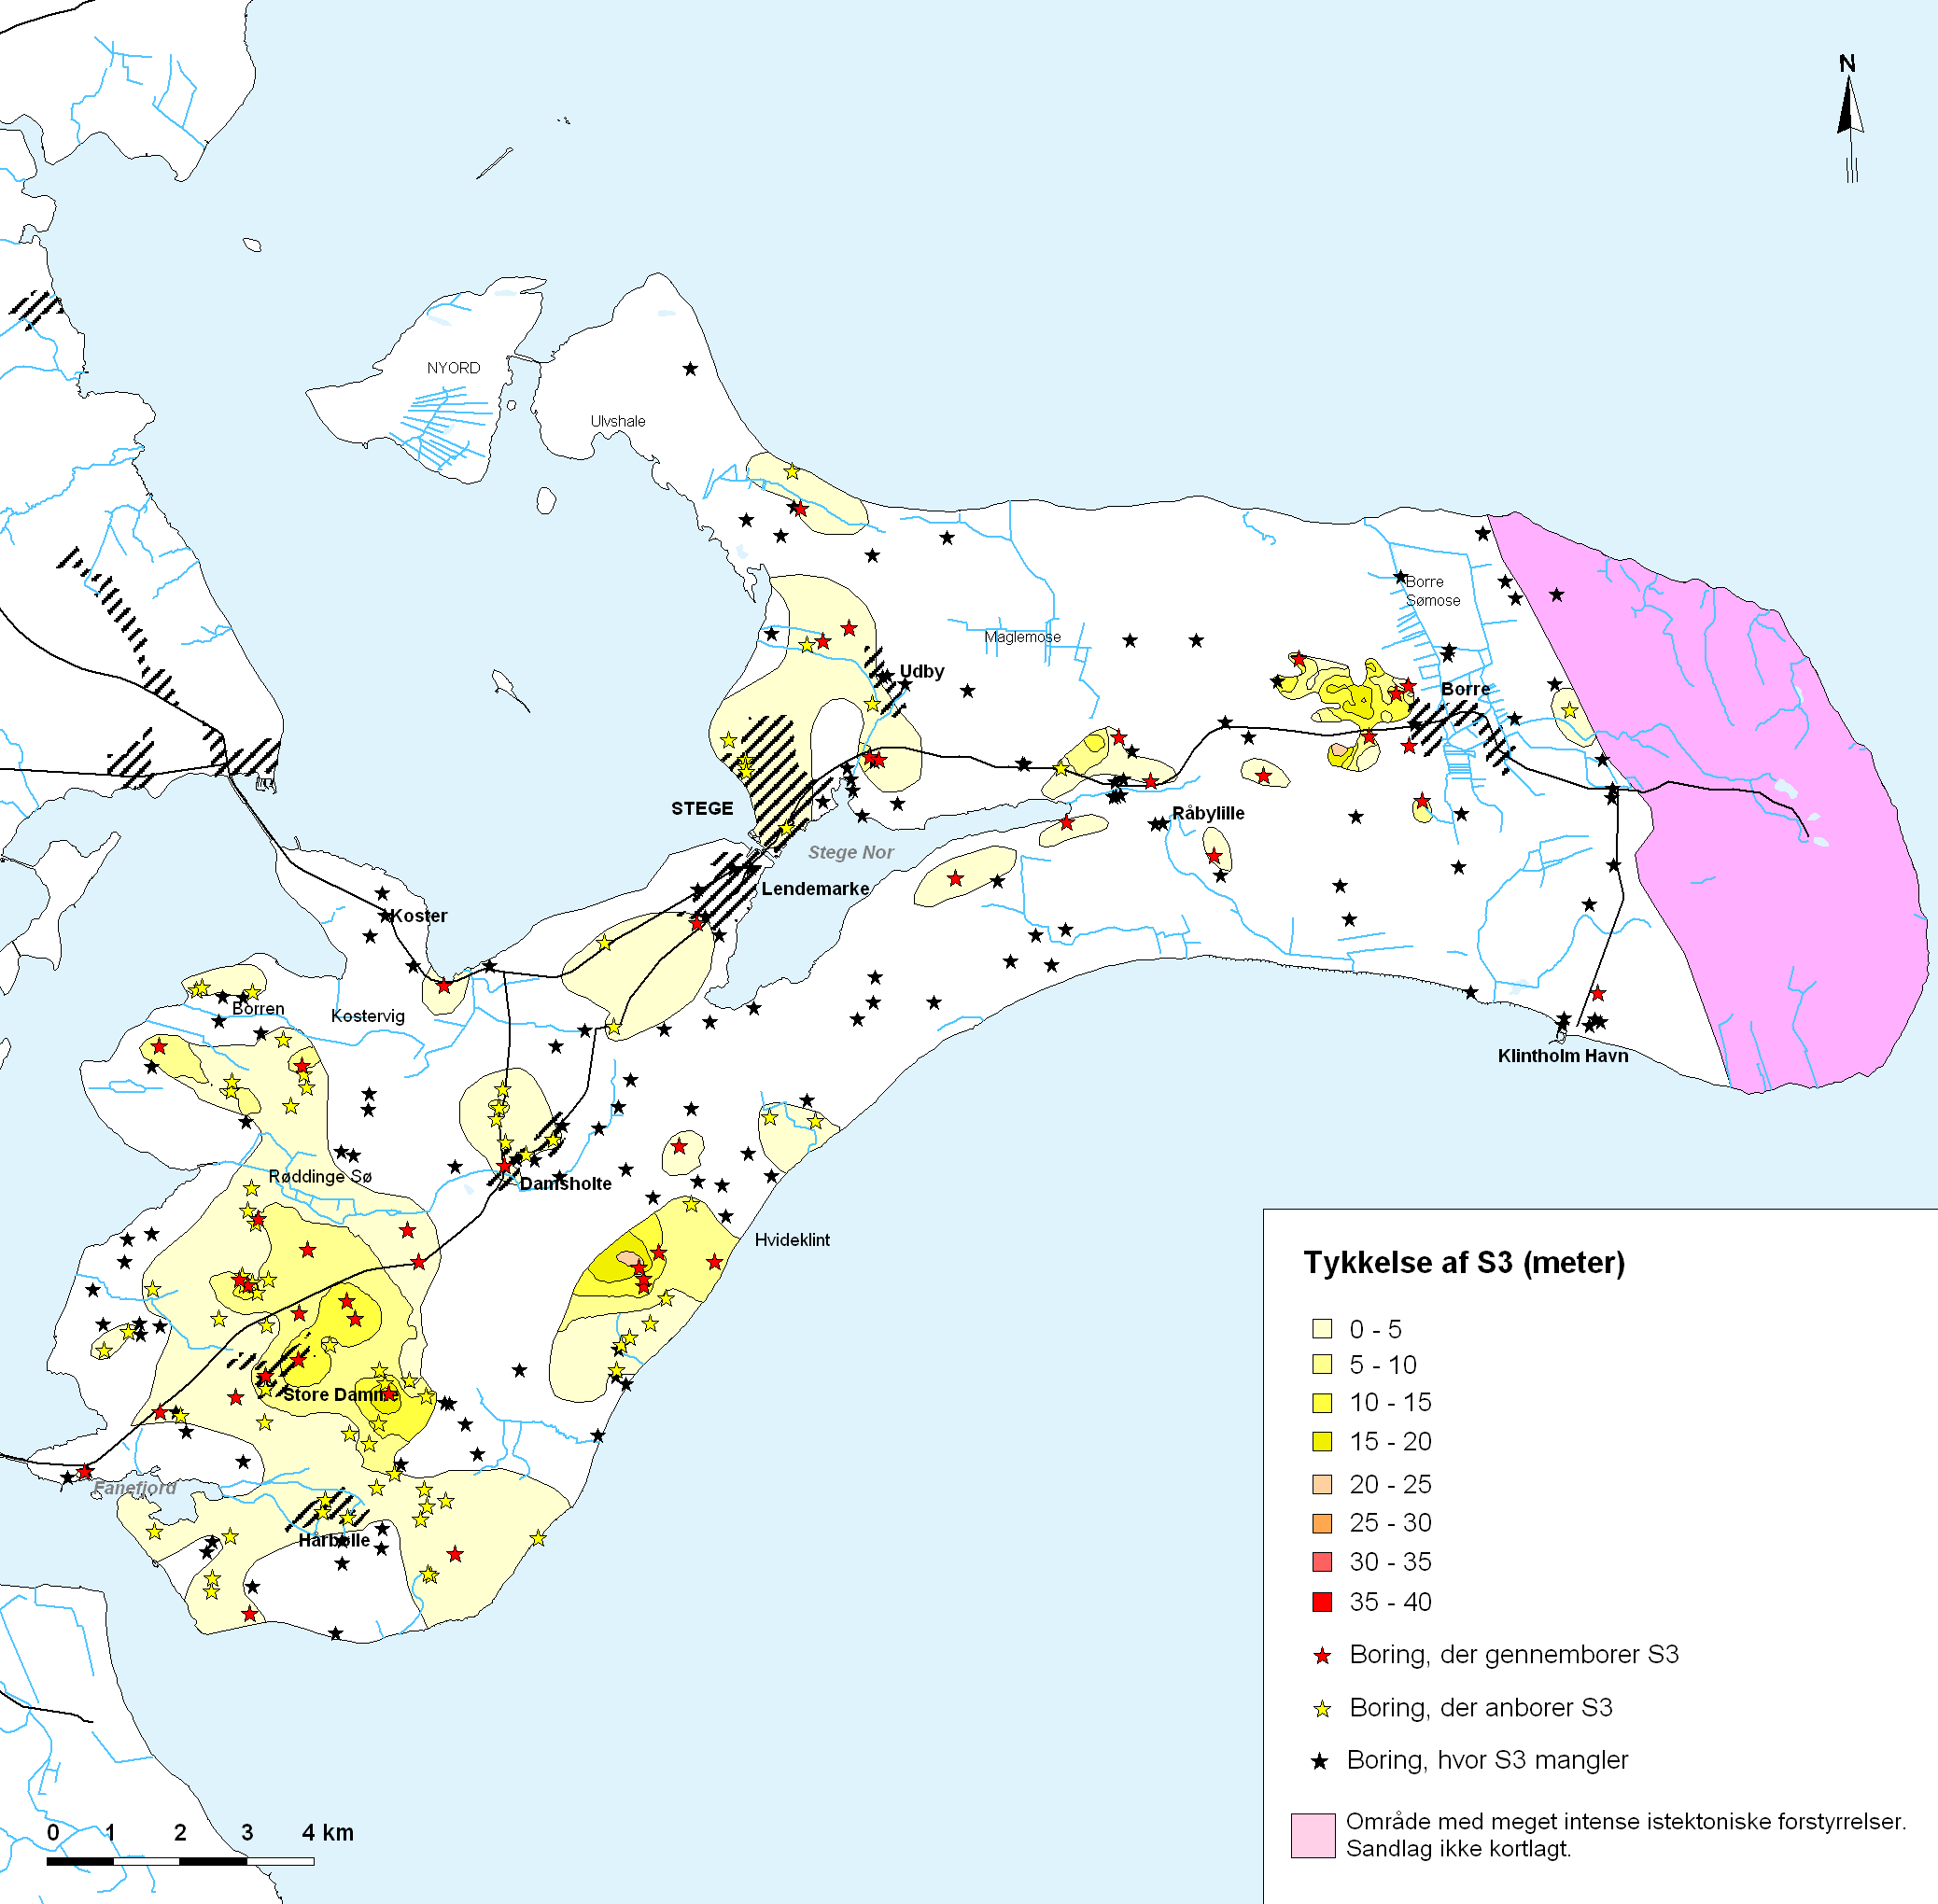 N
NYORD
Ulvshale
Borre
Sømose
Maglemose
Udby
Borre
STEGE
Råbylille
Stege Nor
Lendemarke
Koster
Borren
Kostervig
Klintholm Havn
Røddinge Sø
Damsholte
Hvideklint
Store Damme
Fanefjord
Hårbølle
Tykkelse af S3 (meter)
0 - 5
5 - 10
10 - 15
15 - 20
20 - 25
25 - 30
30 - 35
35 - 40
Boring, der gennemborer S3
Boring, der anborer S3
Boring, hvor S3 mangler
Område med meget intense istektoniske forstyrrelser.
Sandlag ikke kortlagt.
0 1 2 3 4 km